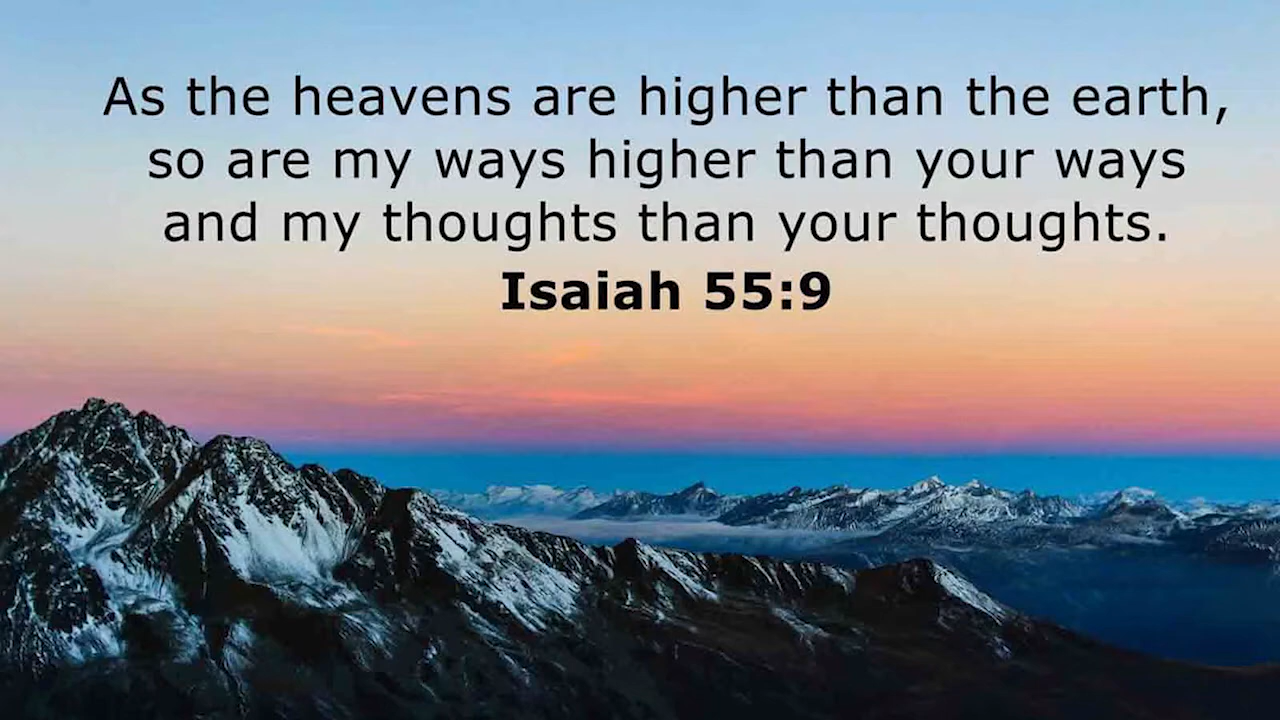 As the heavens are higher than the earth,
so are my ways higher than your ways
and my thoughts than your thoughts.
Isaiah 55:9